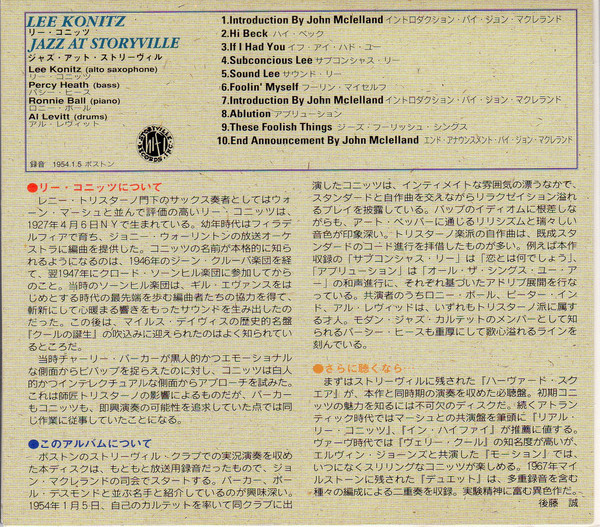 LEE KONITZ
リー・コニッツ
JAZZ AT STORYVILLE
ジャズ・アット・ストリーヴィル
Lee Konitz (alto saxophone)
リー・コニッツ
Percy Heath (bass)
パシー・ヒース
Ronnie Ball (piano)
ロニー・ボール
Al Levitt (drums)
アル・レヴィット
録音 1954.1.5 ボストン
STORYVILLE
RECORDS, INC.
1.Introduction By John Mclelland イントロダクション・バイ・ジョン・マクレランド
2.Hi Beck ハイ・ベック
3.If I Had You イフ・アイ・ハド・ユー
4.Subconcious Lee サブコンシャス・リー
5.Sound Lee サウンド・リー
6.Foolin' Myself フーリン・マイセルフ
7.Introduction By John Mclelland イントロダクション・バイ・ジョン・マクレランド
8.Ablution アブリューション
9.These Foolish Things ジーズ・フーリッシュ・シングス
10.End Announcement By John Mclelland エンド・アナウンスメント・バイ・ジョン・マクレランド
●リー・コニッツについて
レニー・トリスターノ門下のサックス奏者としてはウォ
ーン・マーシュと並んで評価の高いリー・コニッツは、
1927年4月6日NYで生まれている。幼年時代はフィラデ
ルフィアで育ち、ジョニー・ウォーリントンの放送オーケ
ストラに編曲を提供した。コニッツの名前が本格的に知ら
れるようになるのは、1946年のジーン・クルーパ楽団を経
て、翌1947年にクロード・ソーンヒル楽団に参加してから
のこと。当時のソーンヒル楽団は、ギル・エヴァンスをは
じめとする時代の最先端を歩む編曲者たちの協力を得て、
斬新にして心暖まる響きをもったサウンドを生み出したの
だった。この後は、マイルス・デイヴィスの歴史的名盤
『クールの誕生』の吹込みに迎えられたのはよく知られてい
るところだ。
当時チャーリー・パーカーが黒人的かつエモーショナル
な側面からビバップを捉えたのに対し、コニッツは白人
的かつインテレクチュアルな側面からアプローチを試みた。
これは師匠トリスターノの影響によるものだが、パーカー
もコニッツも、即興演奏の可能性を追求していた点では同
じ作業に従事していたことになる。
●このアルバムについて
ボストンのストリーヴィル・クラブでの実況演奏を収
めた本ディスクは、もともと放送用録音だったもので、ジョ
ン・マクレランドの司会でスタートする。パーカー、ポー
ル・デスモンドと並ぶ名手と紹介しているのが興味深い。
1954年1月5日、自己のカルテットを率いて同クラブに出
演したコニッツは、インティメイトな雰囲気の漂うなかで、
スタンダードと自作曲を交えながらリラクゼイション溢れ
るプレイを披露している。バップのイディオムに根差しな
がらも、アート・ペッパーに通じるリリシズムと瑞々しい
音色が印象深い。トリスターノ楽派の自作曲は、既成スタ
ンダードのコード進行を拝借したものが多い。例えば本作
収録の「サブコンシャス・リー」は「恋とは何でしょう」、
「アブリューション」は「オール・ザ・シングス・ユー・ア
ー」の和声進行に、それぞれ基づいたアドリブ展開を行な
っている。共演者のうちロニー・ボール、ピーター・イン
ド、アル・レヴィッドは、いずれもトリスターノ派に属す
る才人。モダン・ジャズ・カルテットのメンバーとして知
られるパーシー・ヒースも重厚にして歌心溢れるラインを
刻んでいる。
●さらに聴くなら…
まずはストリーヴィルに残された『ハーヴァード・スク
エア』が、本作と同時期の演奏を収めた必聴盤。初期コニ
ッツの魅力を知るには不可欠のディスクだ。続くアトラン
ティック時代ではマーシュとの共演盤を筆頭に『リアル・
リー・コニッツ』、『イン・ハイファイ』が推薦に値する。
ヴァーヴ時代では『ヴェリー・クール』の知名度が高いが、
エルヴィン・ジョーンズと共演した『モーション』では、
いつになくスリリングなコニッツが楽しめる。1967年マイ
ルストーンに残された『デュエット』は、多重録音を含む
種々の編成による二重奏を収録。実験精神に富む異色作だ。
後藤 誠